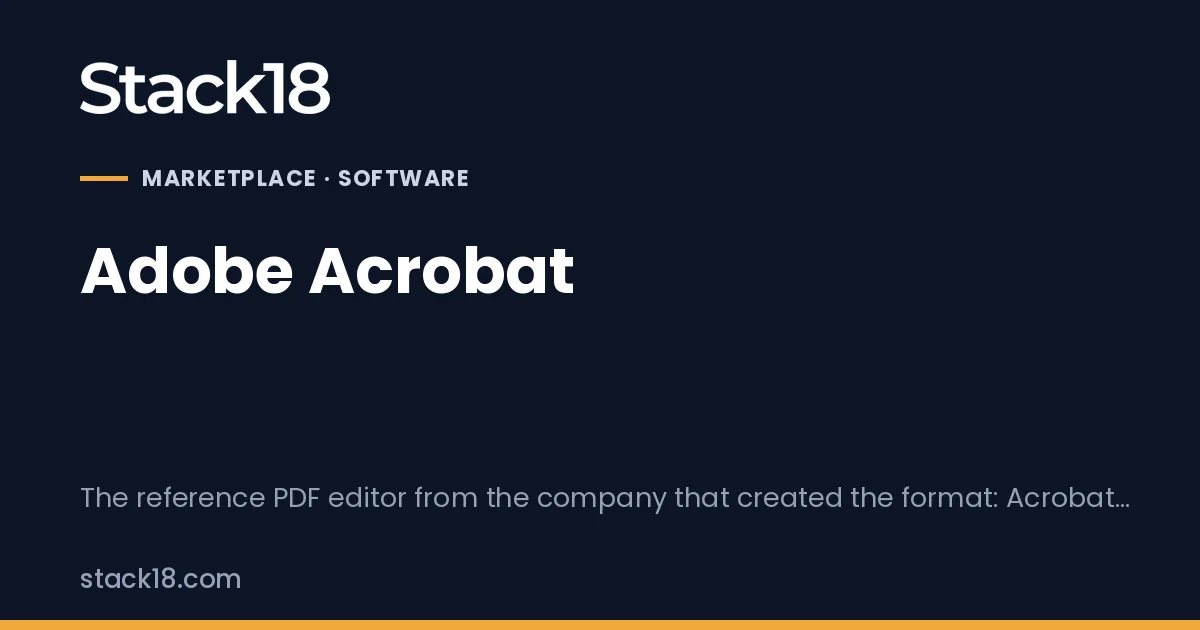 Stack18
MARKETPLACE · SOFTWARE
Adobe Acrobat
The reference PDF editor from the company that created the format: Acrobat…
stack18.com